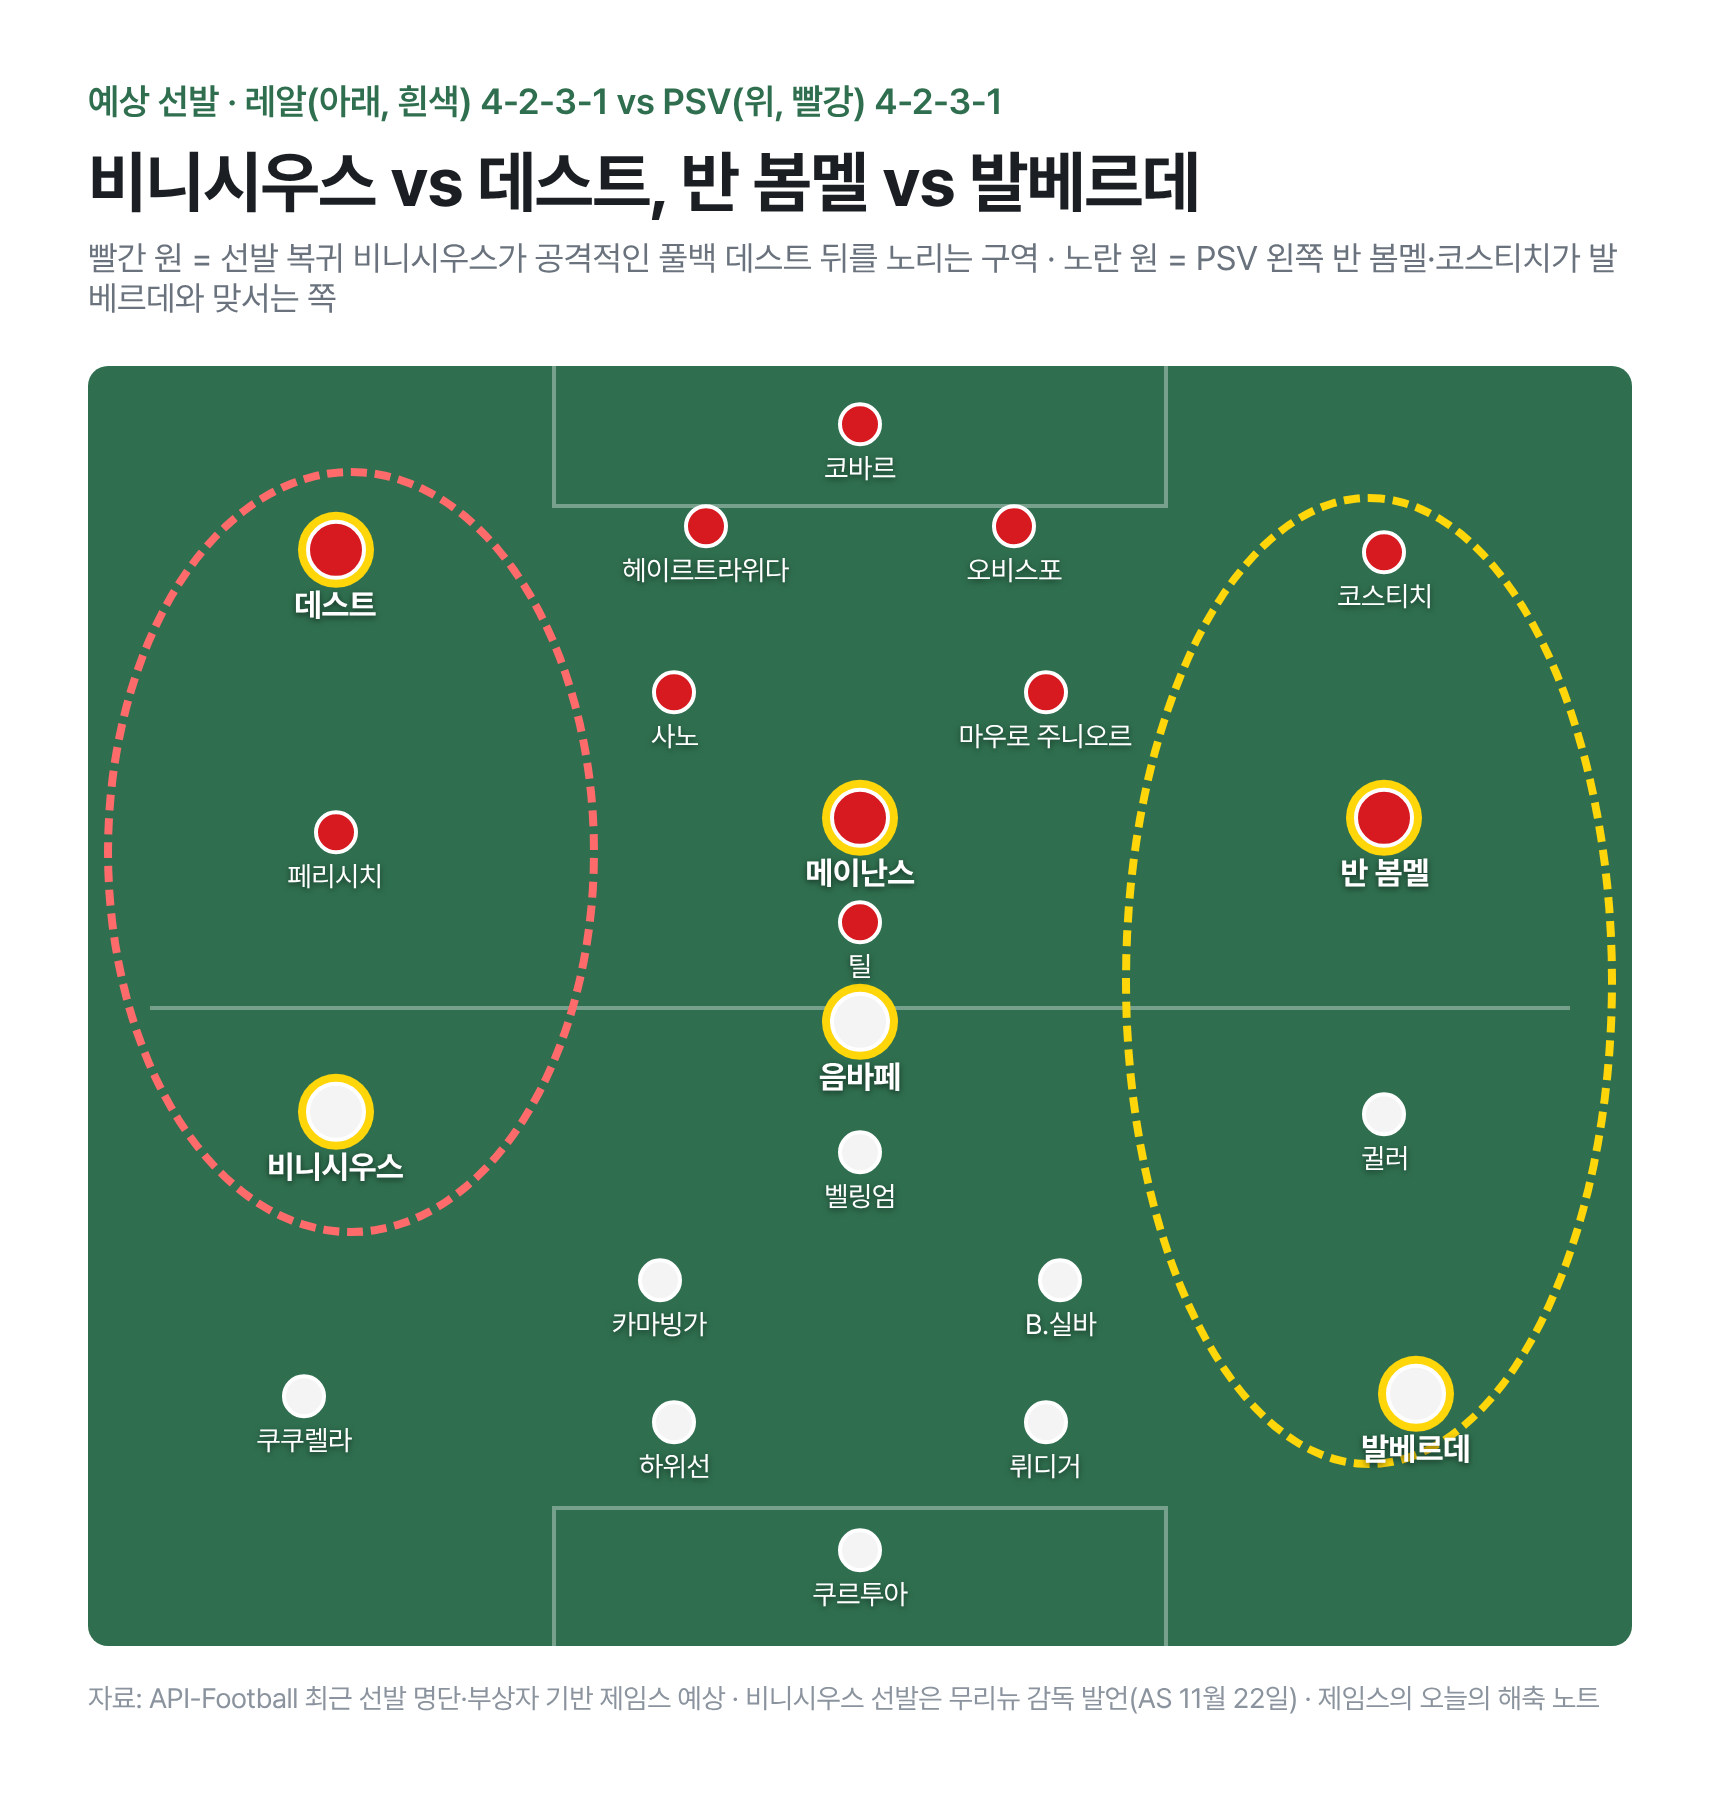 예상 선발 · 레알(아래, 흰색) 4-2-3-1 vs PSV(위, 빨강) 4-2-3-1
비니시우스 vs 데스트, 반 봄멜 vs 발베르데
빨간 원 = 선발 복귀 비니시우스가 공격적인 풀백 데스트 뒤를 노리는 구역 · 노란 원 = PSV 왼쪽 반 봄멜·코스티치가 발
베르데와 맞서는 쪽
코바르
헤이르트라위다
오비스포
데스트
코스티치
사노
마우로 주니오르
페리시치
메이난스
반 봄멜
틸
음바페
비니시우스
벨링엄
귈러
카마빙가
B.실바
쿠쿠렐라
하위선
뤼디거
발베르데
쿠르투아
자료: API-Football 최근 선발 명단·부상자 기반 제임스 예상 · 비니시우스 선발은 무리뉴 감독 발언(AS 11월 22일) · 제임스의 오늘의 해축 노트